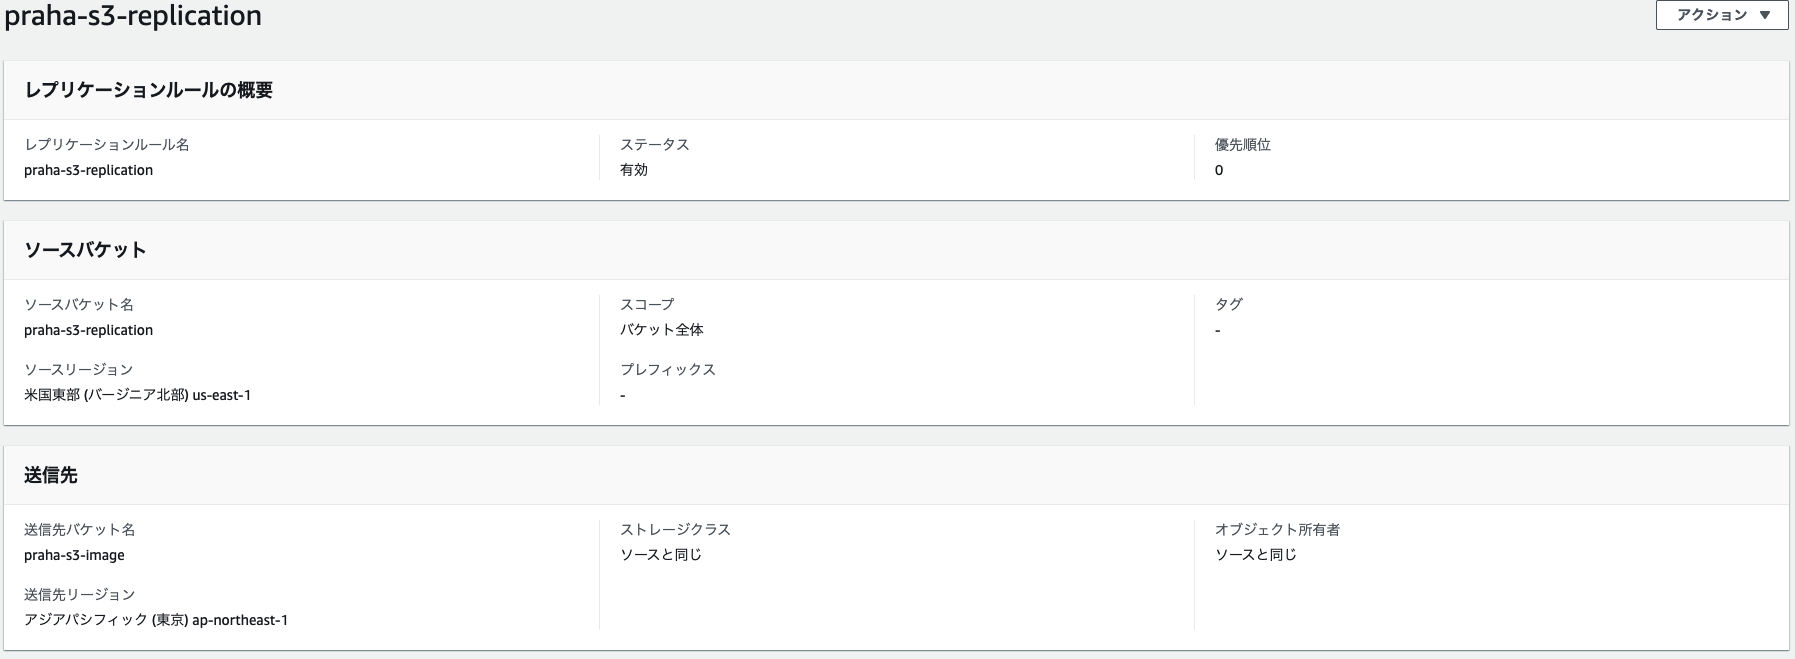 praha-s3-replication
アクション ▼
レプリケーションルールの概要
レプリケーションルール名
praha-s3-replication
ステータス
有効
優先順位
0
ソースバケット
ソースバケット名
praha-s3-replication
ソースリージョン
米国東部 (バージニア北部) us-east-1
スコープ
バケット全体
プレフィックス
-
タグ
-
送信先
送信先バケット名
praha-s3-image
送信先リージョン
アジアパシフィック (東京) ap-northeast-1
ストレージクラス
ソースと同じ
オブジェクト所有者
ソースと同じ